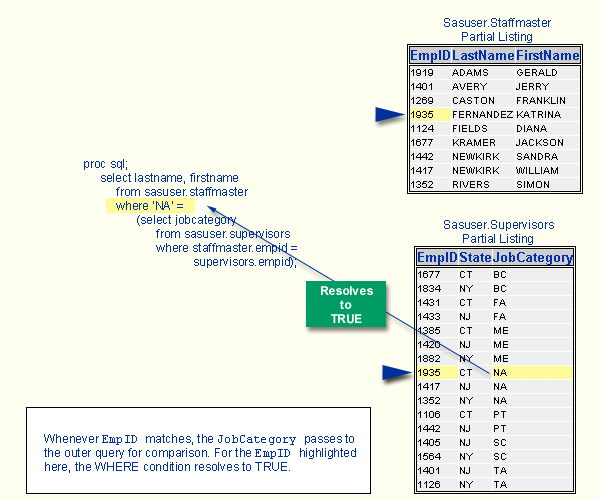 Sasuser.Staffmaster
Partial Listing
EmpID LastName FirstName
1919 ADAMS GERALD
1401 AVERY JERRY
1269 CASTON FRANKLIN
1935 FERNANDEZ KATRINA
1124 FIELDS DIANA
1677 KRAMER JACKSON
1442 NEWKIRK SANDRA
1417 NEWKIRK WILLIAM
1352 RIVERS SIMON
proc sql;
select lastname, firstname
from sasuser.staffmaster
where 'NA' =
(select jobcategory
from sasuser.supervisors
where staffmaster.empid =
supervisors.empid);
Resolves
to
TRUE
Sasuser.Supervisors
Partial Listing
EmpID State JobCategory
1677 CT BC
1834 NY BC
1431 CT FA
1433 NJ FA
1385 CT ME
1420 NJ ME
1882 NY ME
1935 CT NA
1417 NJ NA
1352 NY NA
1106 CT PT
1442 NJ PT
1405 NJ SC
1564 NY SC
1401 NJ TA
1126 NY TA
Whenever EmpID matches, the JobCategory passes to
the outer query for comparison. For the EmpID highlighted
here, the WHERE condition resolves to TRUE.